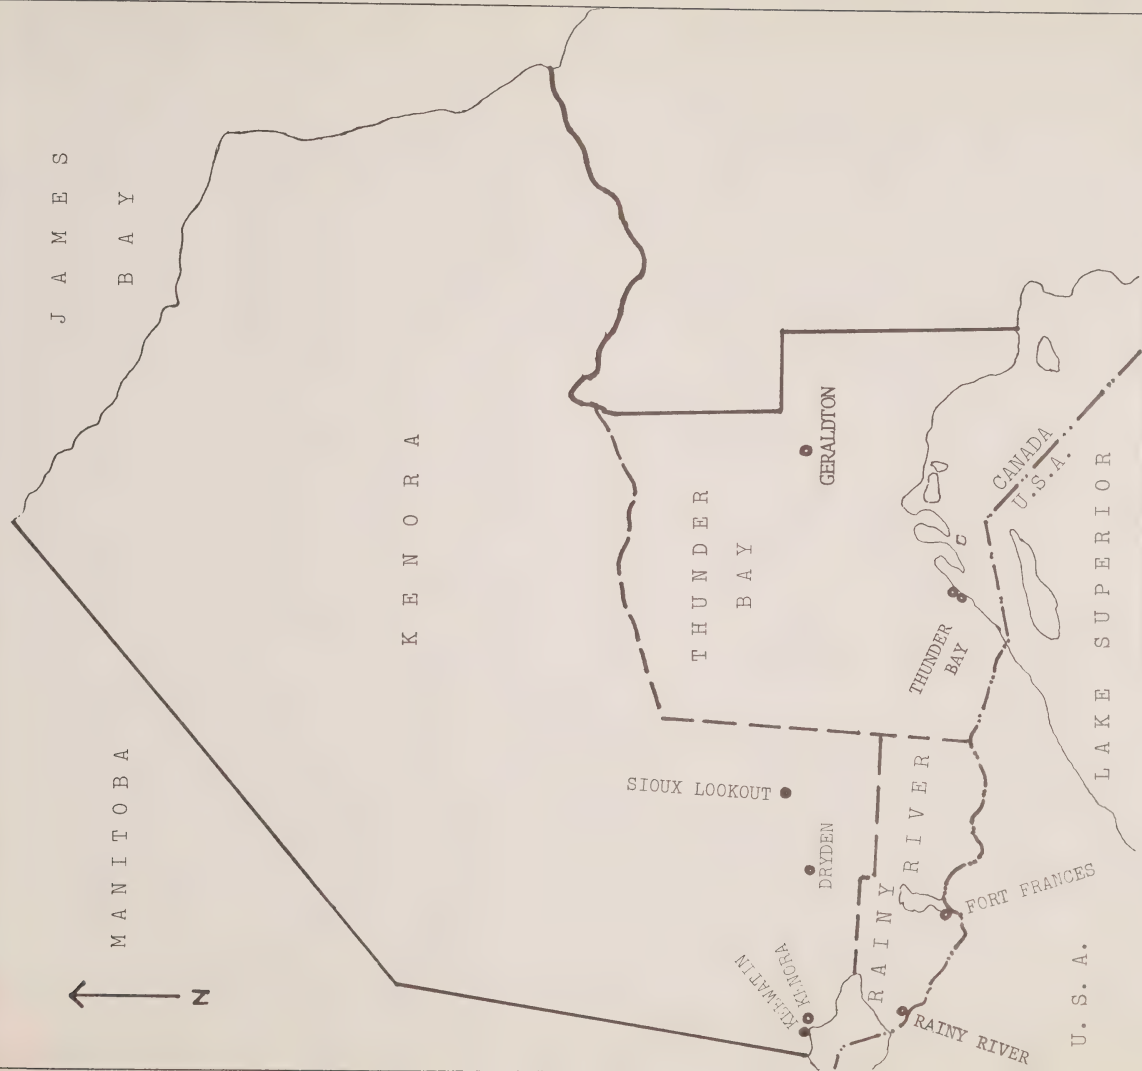 JAMES
BAY
MANITOBA
N
KENORA
THUNDER
BAY
GERALDTON
CANADA
U.S.A.
LAKE SUPERIOR
THUNDER
BAY
SIOUX LOOKOUT
DRYDEN
RAINY RIVER
KEEWATIN
KENORA
FORT FRANCES
RAINY RIVER
U.S.A.